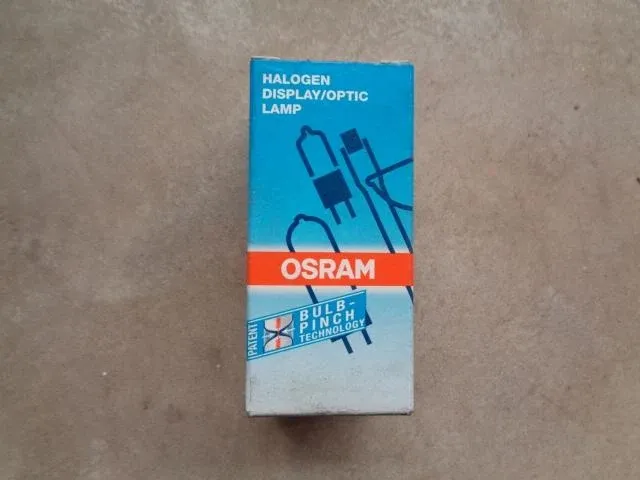 HALOGEN
DISPLAY/OPTIC
LAMP
OSRAM
PATENT
BULB-
PINCH
TECHNOLOGY